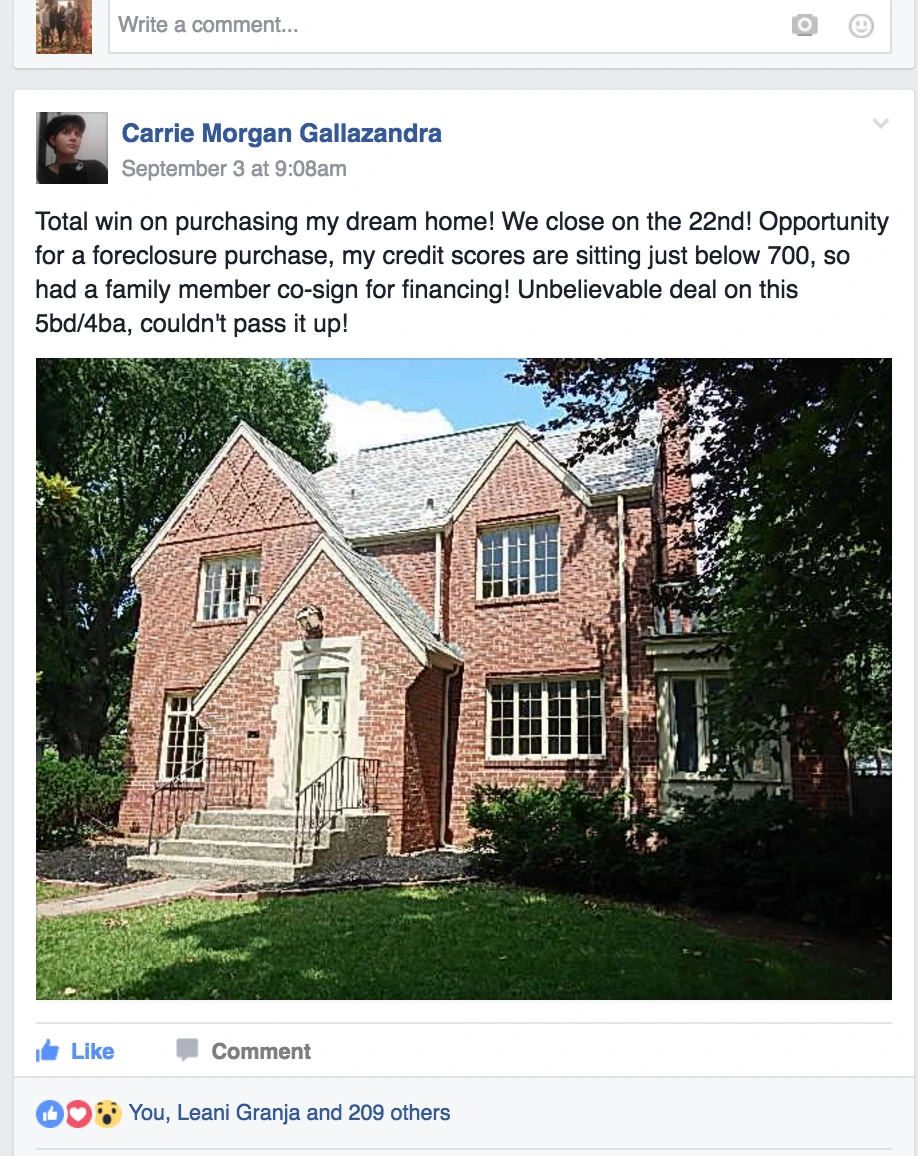 Write a comment...
Carrie Morgan Gallazandra
September 3 at 9:08am
Total win on purchasing my dream home! We close on the 22nd! Opportunity
for a foreclosure purchase, my credit scores are sitting just below 700, so
had a family member co-sign for financing! Unbelievable deal on this
5bd/4ba, couldn't pass it up!
Like Comment
You, Leani Granja and 209 others